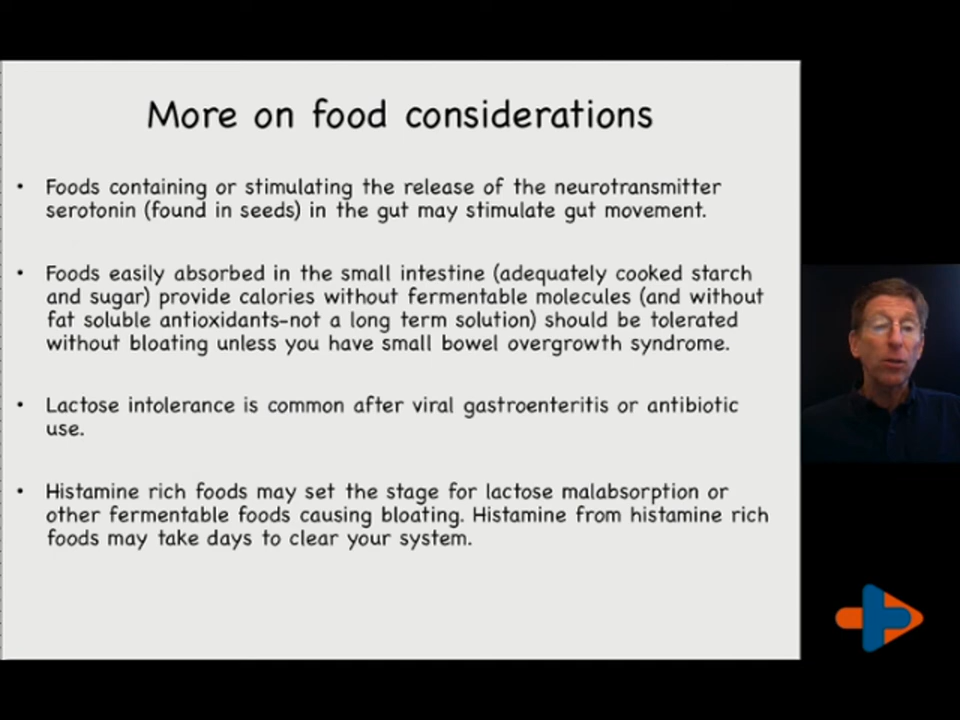 More on food considerations
• Foods containing or stimulating the release of the neurotransmitter
serotonin (found in seeds) in the gut may stimulate gut movement.
• Foods easily absorbed in the small intestine (adequately cooked starch
and sugar) provide calories without fermentable molecules (and without
fat soluble antioxidants-not a long term solution) should be tolerated
without bloating unless you have small bowel overgrowth syndrome.
• Lactose intolerance is common after viral gastroenteritis or antibiotic
use.
• Histamine rich foods may set the stage for lactose malabsorption or
other fermentable foods causing bloating. Histamine from histamine rich
foods may take days to clear your system.